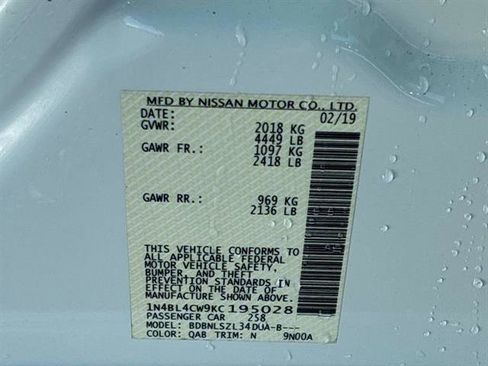 MFD BY NISSAN MOTOR CO., LTD.
DATE: 02/19
GVWR: 2018 KG
4449 LB
GAWR FR.: 1097 KG
2418 LB
GAWR RR.: 969 KG
2136 LB
THIS VEHICLE CONFORMS TO
ALL APPLICABLE FEDERAL
MOTOR VEHICLE SAFETY,
BUMPER, AND THEFT
PREVENTION STANDARDS IN
EFFECT ON THE DATE OF
MANUFACTURE SHOWN ABOVE.
1N4BL4CW9KC195028
PASSENGER CAR 258
MODEL: BDBNLSZL34DUA-B---
COLOR: QAB TRIM: N 9N00A